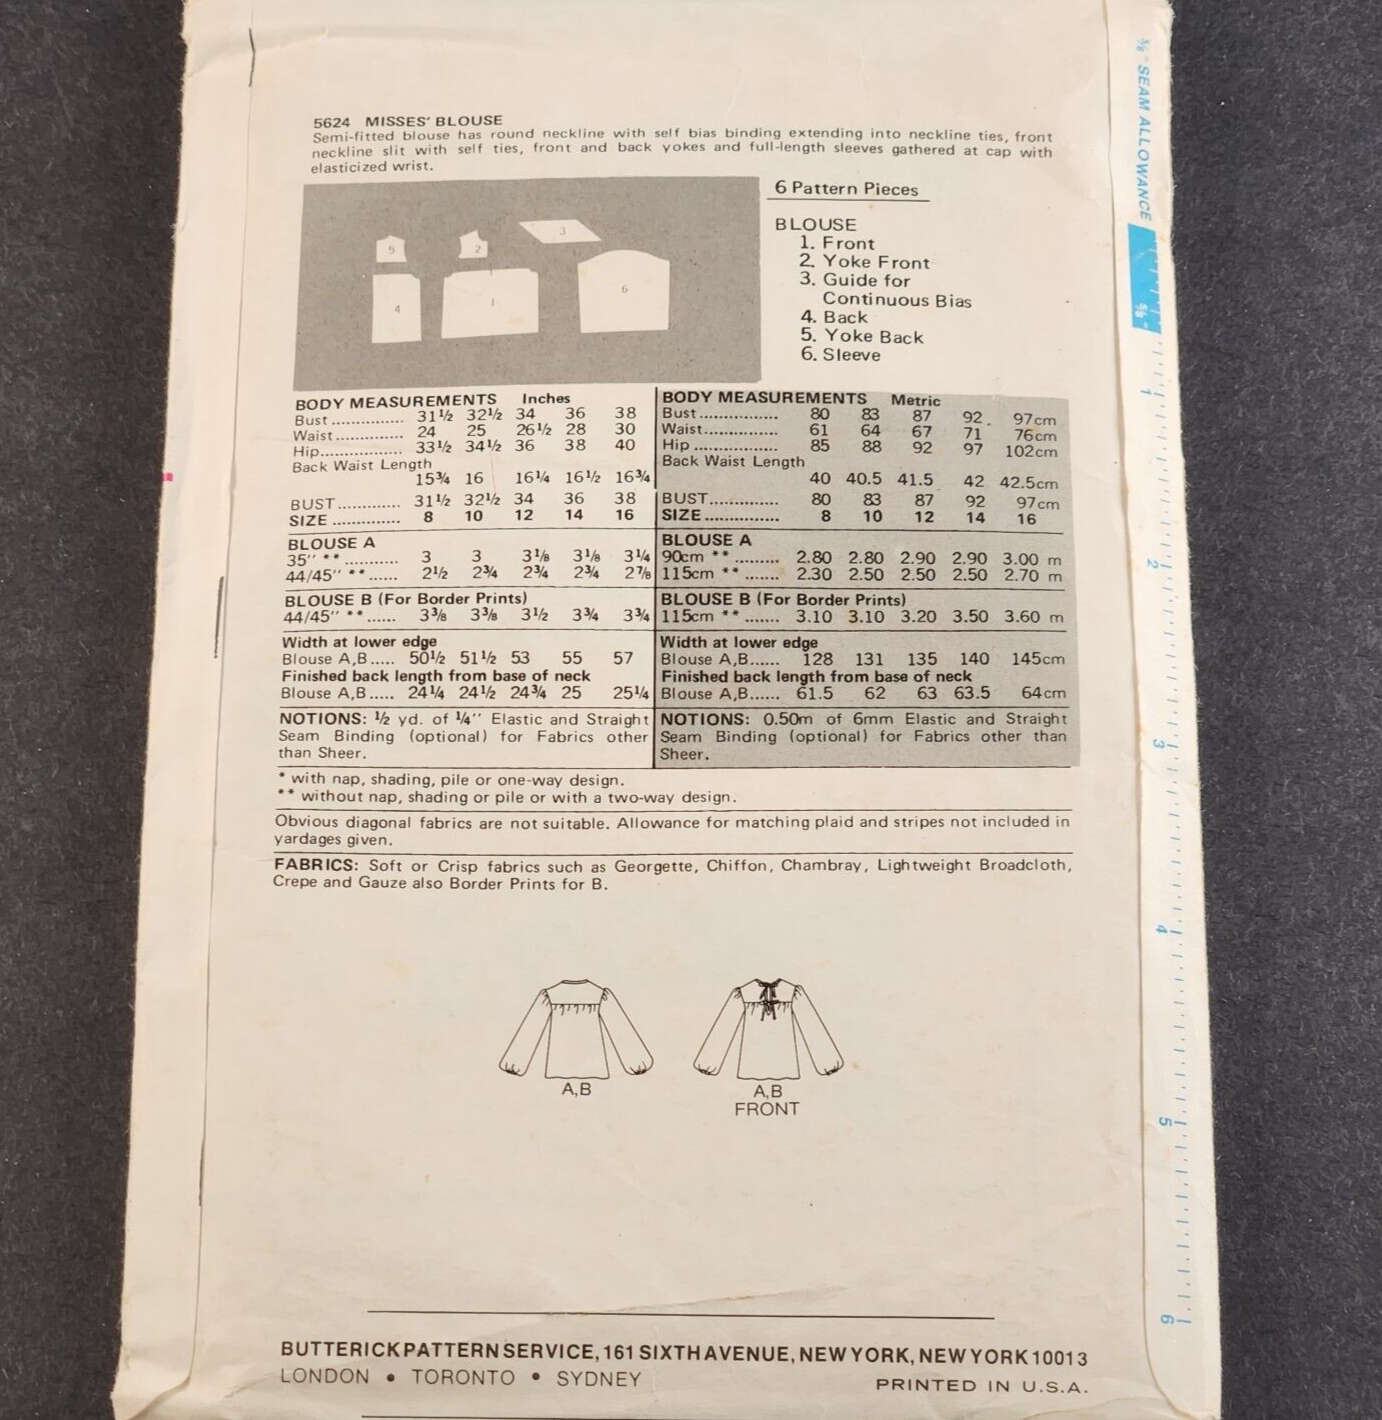 5/8" SEAM ALLOWANCE
5/8"
1
2
3
4
5
6
5624 MISSES' BLOUSE
Semi-fitted blouse has round neckline with self bias binding extending into neckline ties, front
neckline slit with self ties, front and back yokes and full-length sleeves gathered at cap with
elasticized wrist.
5
2
3
4
1
6
6 Pattern Pieces
BLOUSE
1. Front
2. Yoke Front
3. Guide for
Continuous Bias
4. Back
5. Yoke Back
6. Sleeve
BODY MEASUREMENTS Inches
Bust .............. 31½ 32½ 34 36 38
Waist ............. 24 25 26½ 28 30
Hip................ 33½ 34½ 36 38 40
Back Waist Length
15¾ 16 16¼ 16½ 16¾
BUST ............. 31½ 32½ 34 36 38
SIZE .............. 8 10 12 14 16
BLOUSE A
35" ** ........... 3 3 3⅛ 3⅛ 3¼
44/45" ** ...... 2½ 2¾ 2¾ 2¾ 2⅞
BLOUSE B (For Border Prints)
44/45" ** ...... 3⅜ 3⅜ 3½ 3¾ 3¾
Width at lower edge
Blouse A,B ..... 50½ 51½ 53 55 57
Finished back length from base of neck
Blouse A,B ..... 24¼ 24½ 24¾ 25 25¼
NOTIONS: ½ yd. of ¼" Elastic and Straight
Seam Binding (optional) for Fabrics other
than Sheer.
BODY MEASUREMENTS Metric
Bust ................ 80 83 87 92 97cm
Waist............... 61 64 67 71 76cm
Hip ................. 85 88 92 97 102cm
Back Waist Length
40 40.5 41.5 42 42.5cm
BUST.............. 80 83 87 92 97cm
SIZE ............... 8 10 12 14 16
BLOUSE A
90cm ** ......... 2.80 2.80 2.90 2.90 3.00 m
115cm ** ....... 2.30 2.50 2.50 2.50 2.70 m
BLOUSE B (For Border Prints)
115cm ** ....... 3.10 3.10 3.20 3.50 3.60 m
Width at lower edge
Blouse A,B...... 128 131 135 140 145cm
Finished back length from base of neck
Blouse A,B...... 61.5 62 63 63.5 64cm
NOTIONS: 0.50m of 6mm Elastic and Straight
Seam Binding (optional) for Fabrics other than
Sheer.
* with nap, shading, pile or one-way design.
** without nap, shading or pile or with a two-way design.
Obvious diagonal fabrics are not suitable. Allowance for matching plaid and stripes not included in
yardages given.
FABRICS: Soft or Crisp fabrics such as Georgette, Chiffon, Chambray, Lightweight Broadcloth,
Crepe and Gauze also Border Prints for B.
A,B
A,B
FRONT
BUTTERICK PATTERN SERVICE, 161 SIXTH AVENUE, NEW YORK, NEW YORK 10013
LONDON • TORONTO • SYDNEY
PRINTED IN U.S.A.